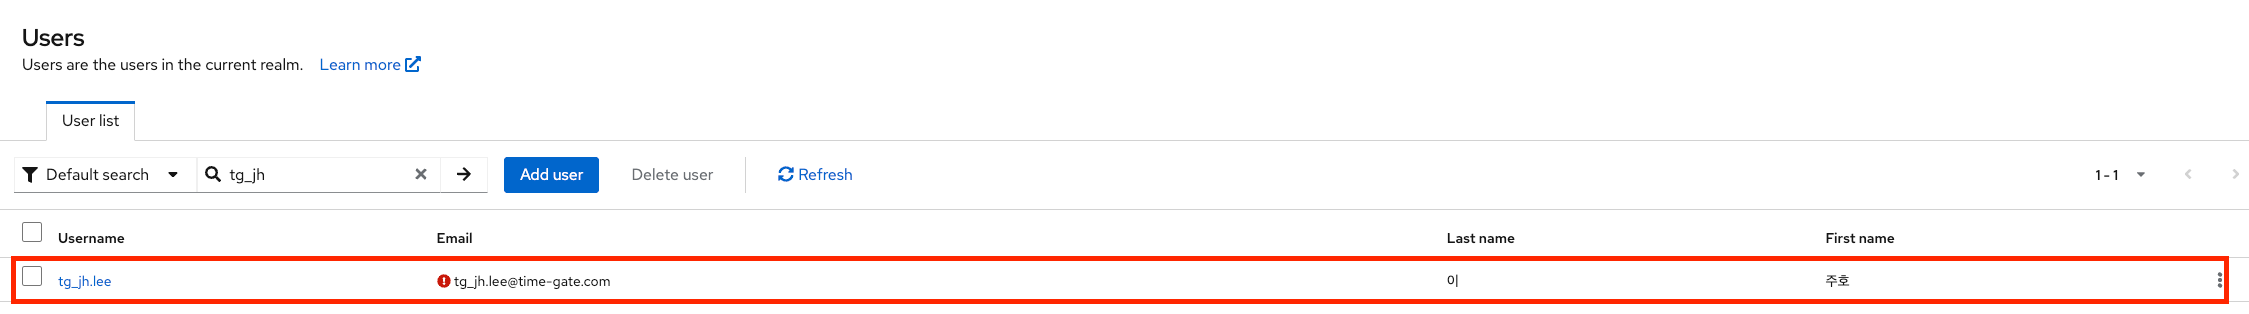 Users
Users are the users in the current realm. Learn more
User list
Default search tg_jh Add user Delete user Refresh 1 - 1
Username Email Last name First name
tg_jh.lee tg_jh.lee@time-gate.com 이 주호